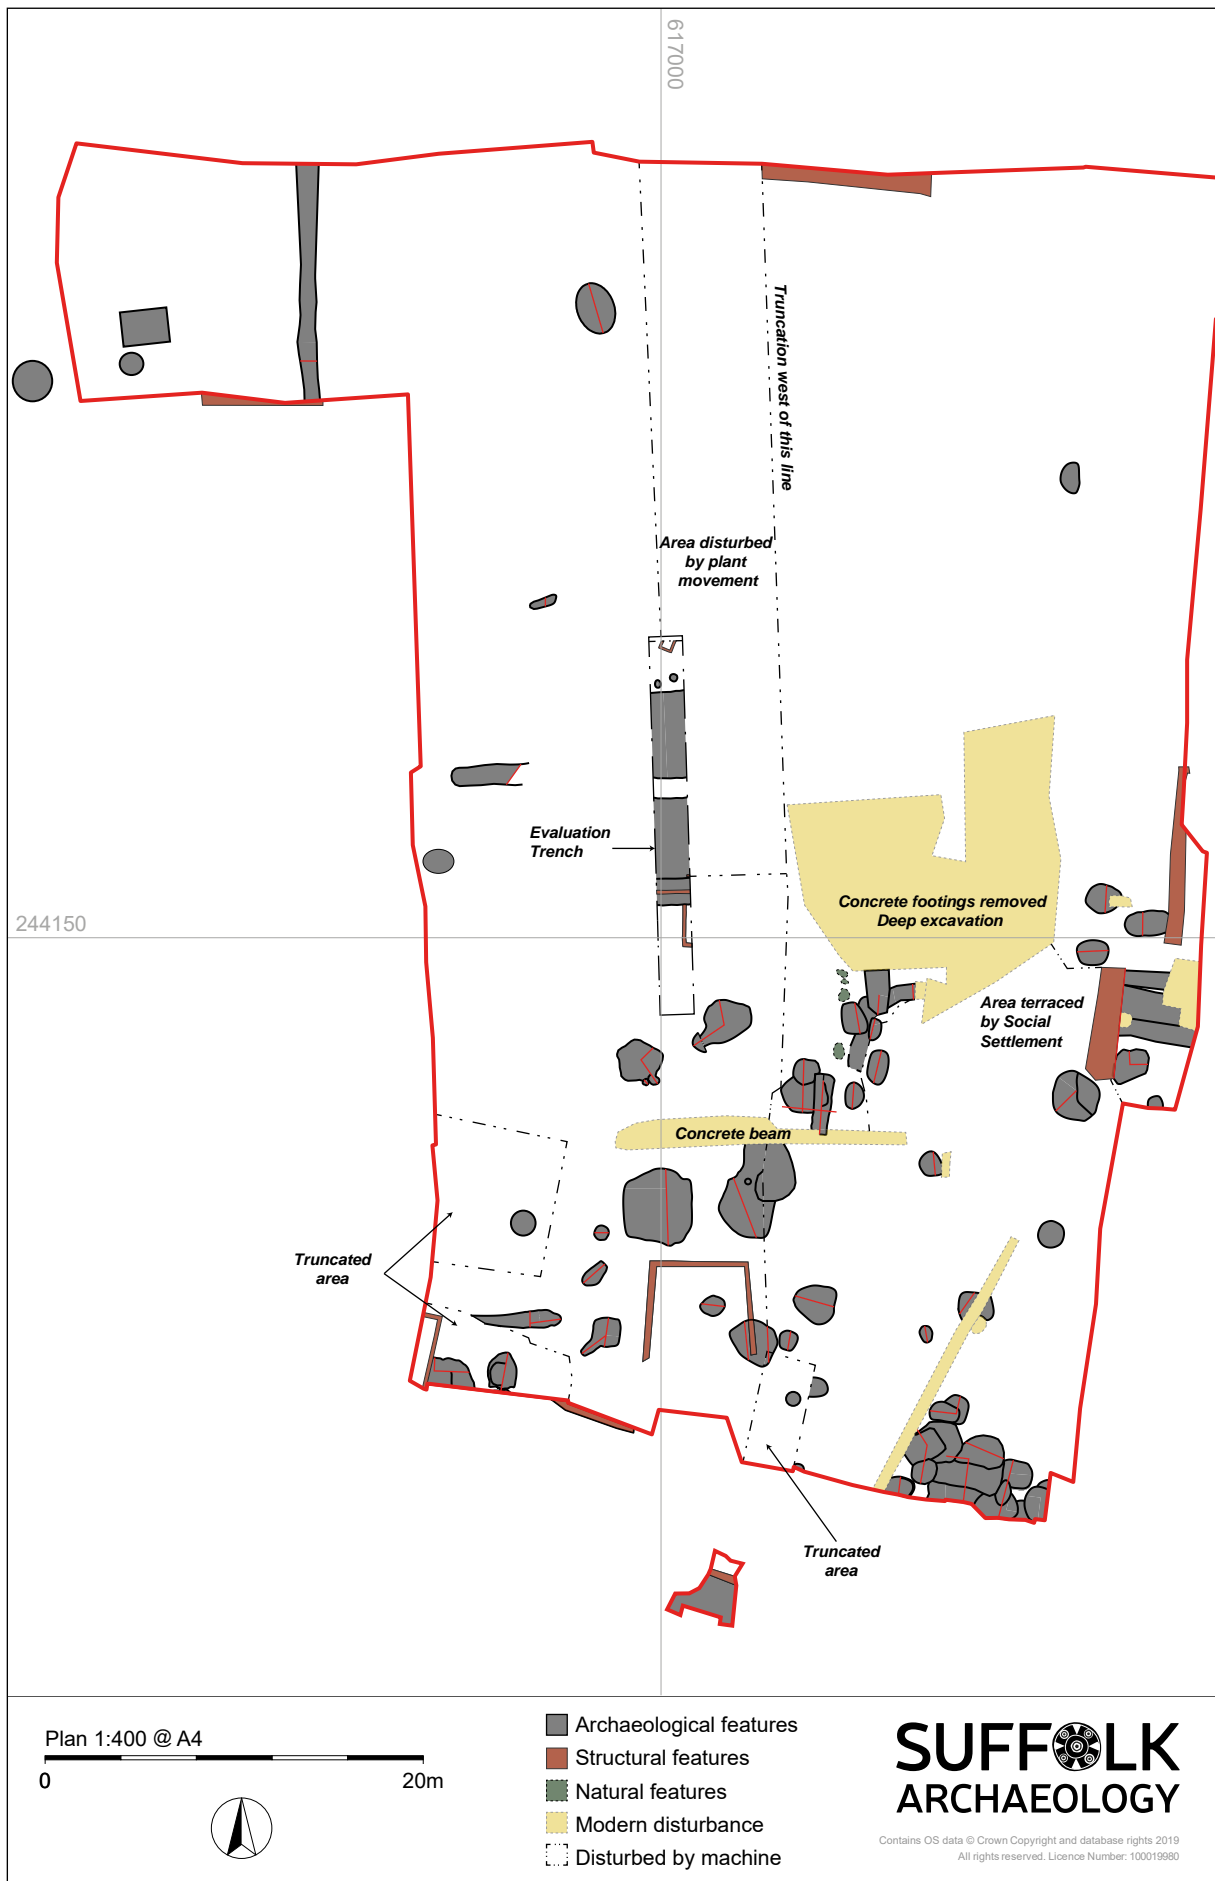 617000
Truncation west of this line
Area disturbed
by plant
movement
Evaluation
Trench
Concrete footings removed
Deep excavation
244150
Area terraced
by Social
Settlement
Concrete beam
Truncated
area
Truncated
area
Plan 1:400 @ A4
0
20m
Archaeological features
Structural features
Natural features
Modern disturbance
Disturbed by machine
SUFFOLK
ARCHAEOLOGY
Contains OS data © Crown Copyright and database rights 2019
All rights reserved. Licence Number: 100019980